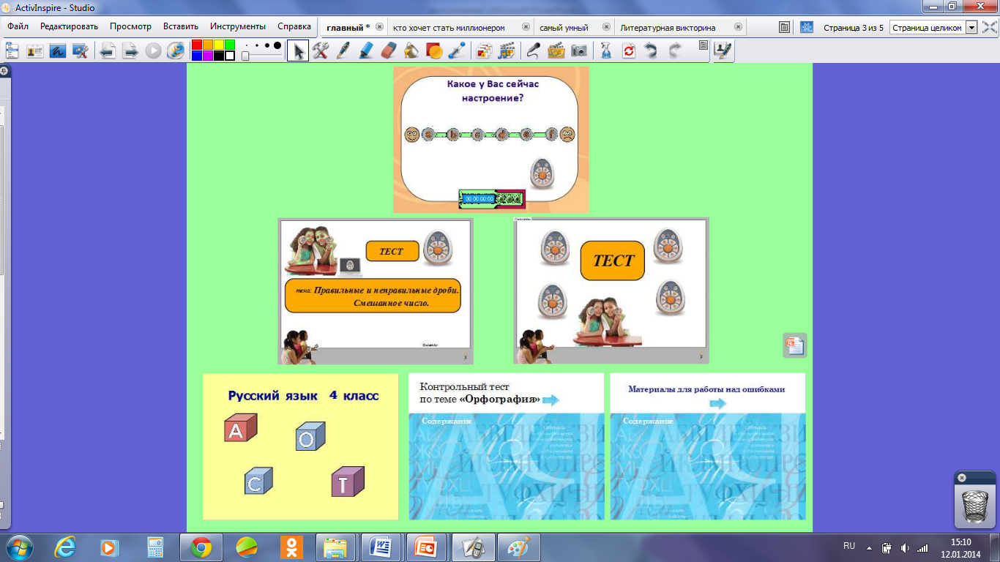 ActivInspire - Studio
Файл Редактировать Просмотр Вставить Инструменты Справка главный * кто хочет стать миллионером самый умный Литературная викторина Страница 3 из 5 Страница целиком
Какое у Вас сейчас
настроение?
a b c d e f
00:00:00:00
ТЕСТ
тема: Правильные и неправильные дроби.
Смешанное число.
ТЕСТ
Русский язык 4 класс
А
О
С
Т
Контрольный тест
по теме «Орфография»
Содержание
Материалы для работы над ошибками
Содержание
RU 15:10
12.01.2014